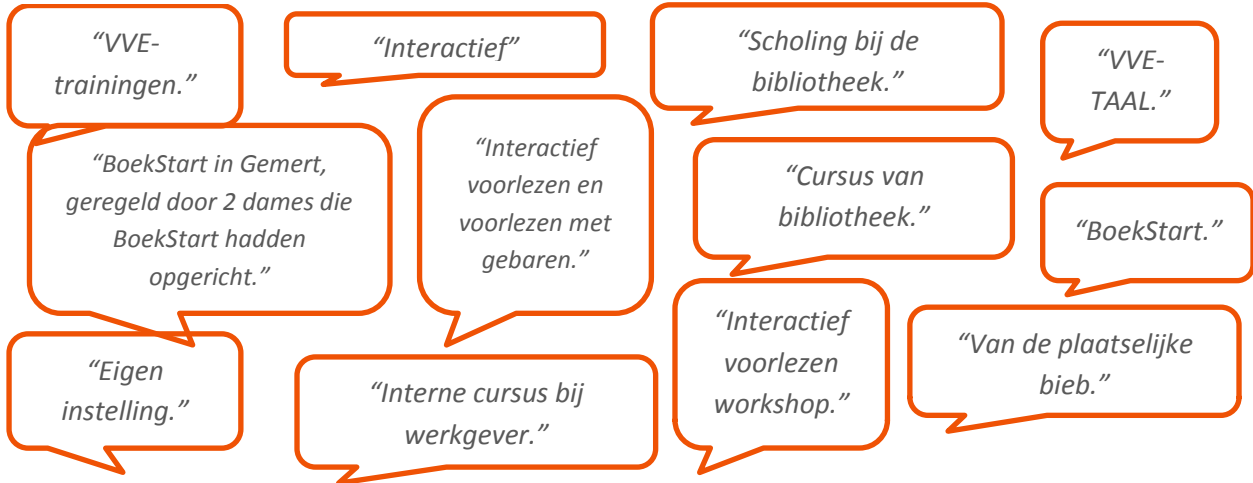 “VVE-
trainingen.”
“Interactief”
“Scholing bij de
bibliotheek.”
“VVE-
TAAL.”
“BoekStart in Gemert,
geregeld door 2 dames die
BoekStart hadden
opgericht.”
“Interactief
voorlezen en
voorlezen met
gebaren.”
“Cursus van
bibliotheek.”
“BoekStart.”
“Eigen
instelling.”
“Interne cursus bij
werkgever.”
“Interactief
voorlezen
workshop.”
“Van de plaatselijke
bieb.”